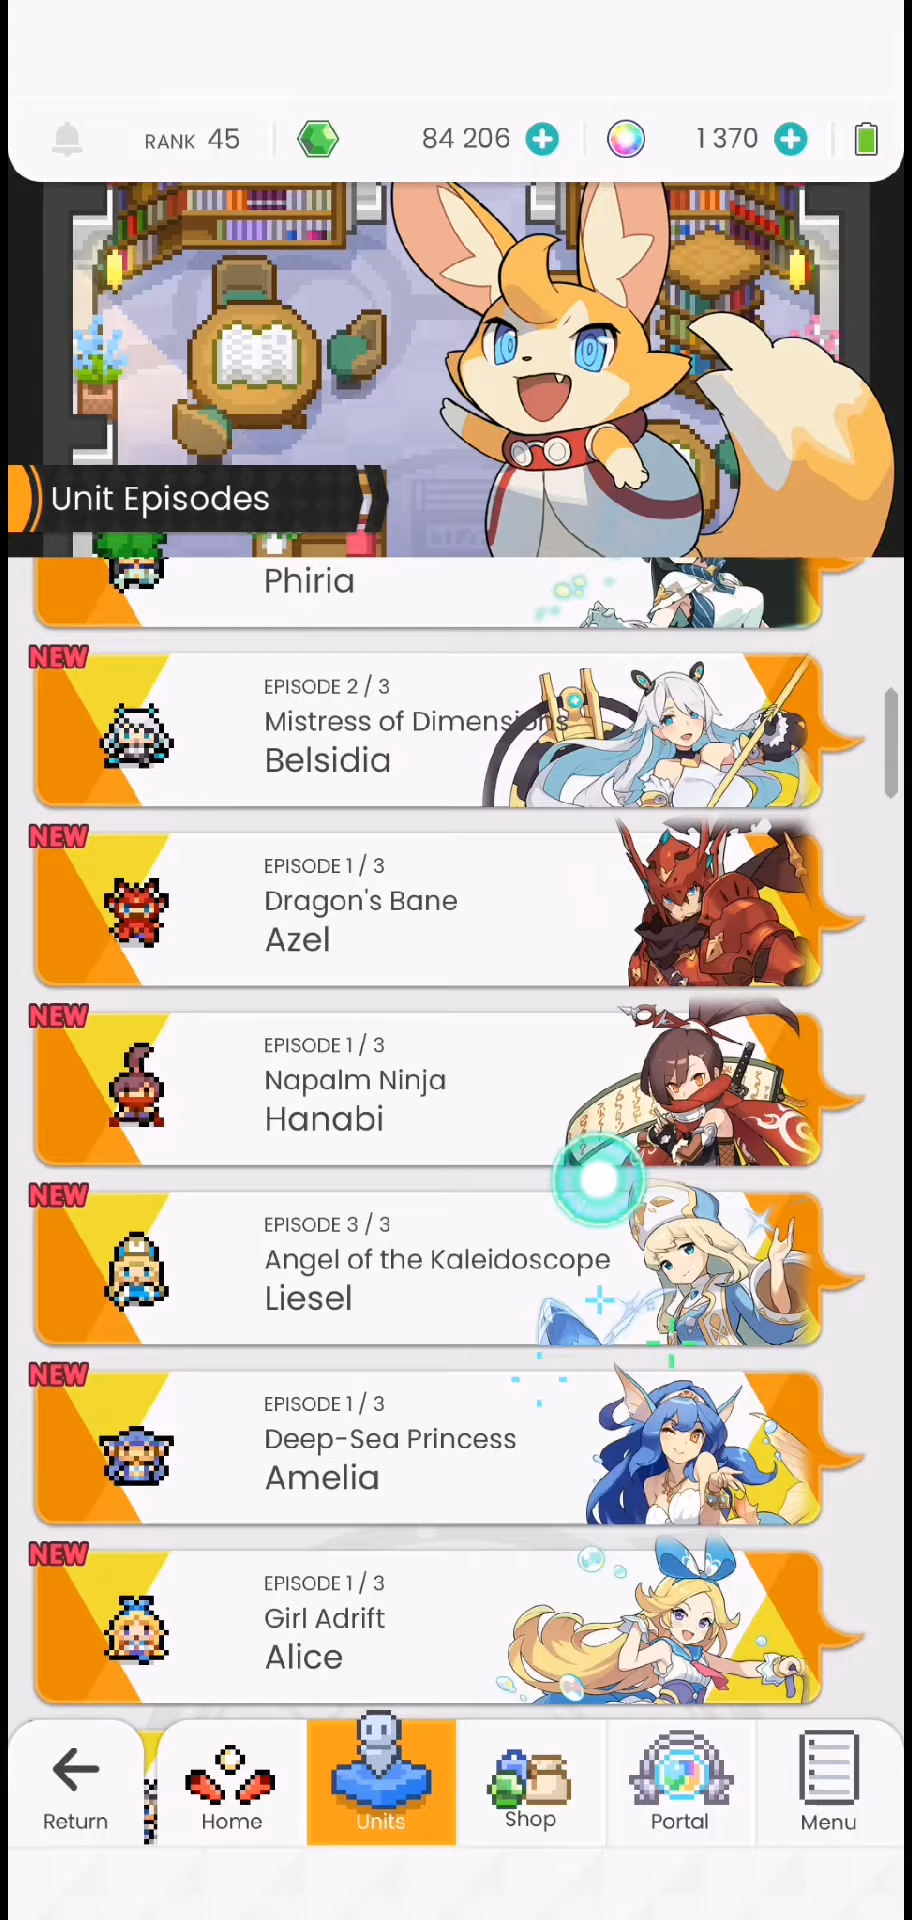 RANK 45
84 206
1 370
Unit Episodes
Phiria
NEW
EPISODE 2 / 3
Mistress of Dimensions
Belsidia
NEW
EPISODE 1 / 3
Dragon's Bane
Azel
NEW
EPISODE 1 / 3
Napalm Ninja
Hanabi
NEW
EPISODE 3 / 3
Angel of the Kaleidoscope
Liesel
NEW
EPISODE 1 / 3
Deep-Sea Princess
Amelia
NEW
EPISODE 1 / 3
Girl Adrift
Alice
Return
Home
Units
Shop
Portal
Menu